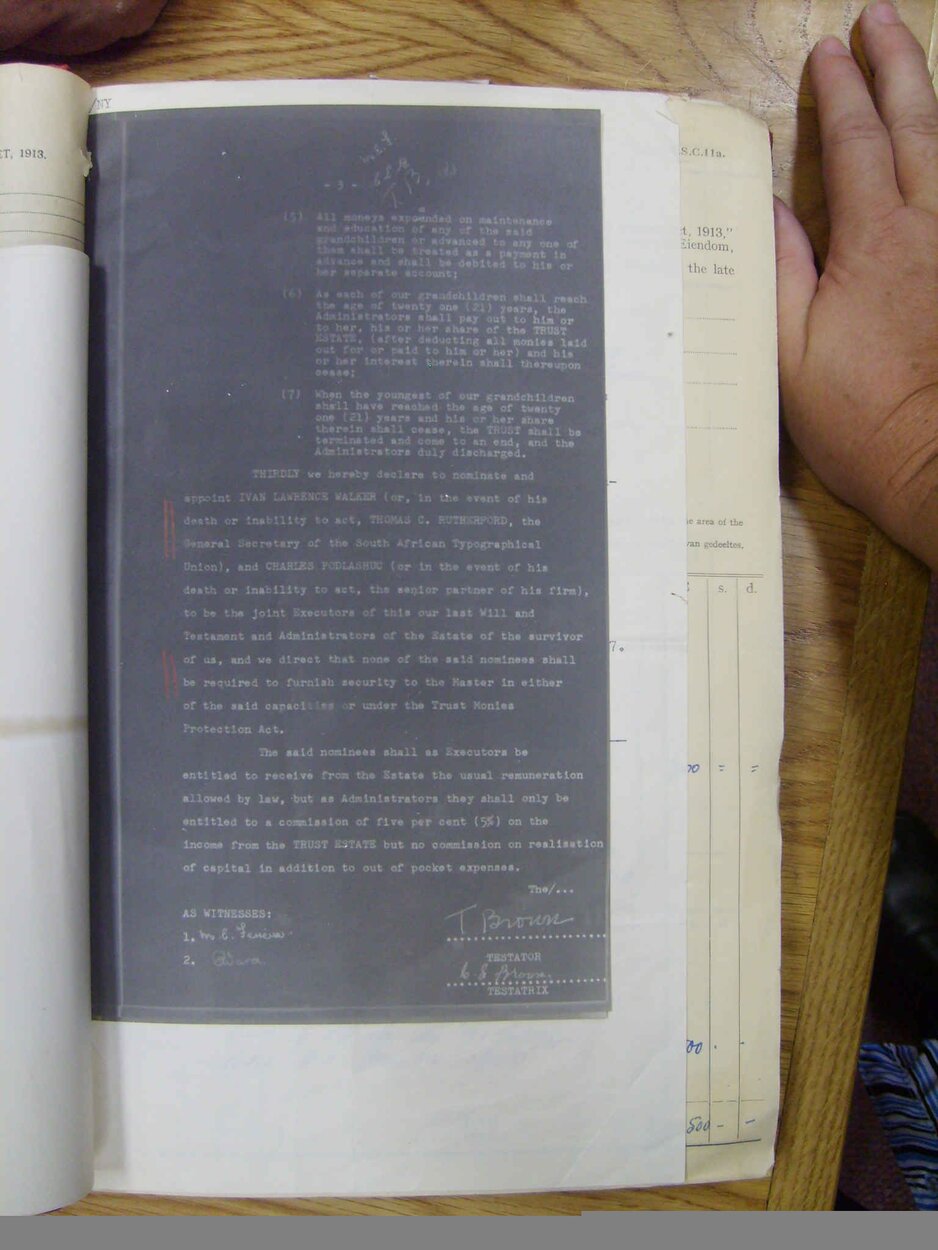 /NY
ET, 1913.
S.C.11a.
- 3 -
(5) All moneys expounded on maintenance
and education of any of the said
grandchildren or advanced to any one of
them shall be treated as a payment in
advance and shall be debited to his or
her separate account;
(6) As each of our grandchildren shall reach
the age of twenty one (21) years, the
Administrators shall pay out to him or
to her, his or her share of the TRUST
ESTATE, (after deducting all monies laid
out for or paid to him or her) and his
or her interest therein shall thereupon
cease;
(7) When the youngest of our grandchildren
shall have reached the age of twenty
one (21) years and his or her share
therein shall cease, the TRUST shall be
terminated and come to an end, and the
Administrators duly discharged.
THIRDLY we hereby declare to nominate and
appoint IVAN LAWRENCE WALKER (or, in the event of his
death or inability to act, THOMAS C. RUTHERFORD, the
General Secretary of the South African Typographical
Union), and CHARLES PODLASHUC (or in the event of his
death or inability to act, the senior partner of his firm),
to be the joint Executors of this our last Will and
Testament and Administrators of the Estate of the survivor
of us, and we direct that none of the said nominees shall
be required to furnish security to the Master in either
of the said capacities or under the Trust Monies
Protection Act.
The said nominees shall as Executors be
entitled to receive from the Estate the usual remuneration
allowed by law, but as Administrators they shall only be
entitled to a commission of five per cent (5%) on the
income from the TRUST ESTATE but no commission on realisation
of capital in addition to out of pocket expenses.
The/...
AS WITNESSES:
1.
2.
T Brown
TESTATOR
C. S. Brown
TESTATRIX
ct, 1913,"
Eiendom,
the late
area of the
van gedeeltes.
s. d.
7.
00 = =
00 . -
500 - -